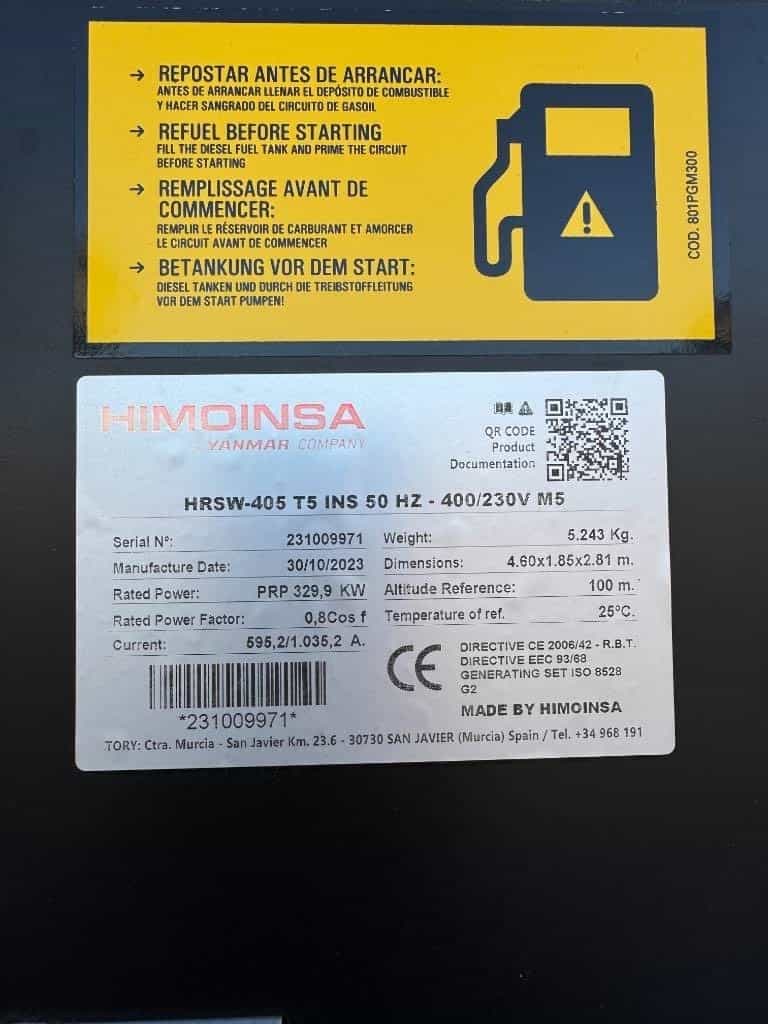 → REPOSTAR ANTES DE ARRANCAR:
ANTES DE ARRANCAR LLENAR EL DEPÓSITO DE COMBUSTIBLE
Y HACER SANGRADO DEL CIRCUITO DE GASOIL
→ REFUEL BEFORE STARTING
FILL THE DIESEL FUEL TANK AND PRIME THE CIRCUIT
BEFORE STARTING
→ REMPLISSAGE AVANT DE
COMMENCER:
REMPLIR LE RÉSERVOIR DE CARBURANT ET AMORCER
LE CIRCUIT AVANT DE COMMENCER
→ BETANKUNG VOR DEM START:
DIESEL TANKEN UND DURCH DIE TREIBSTOFFLEITUNG
VOR DEM START PUMPEN!
COD. 801PGM300
HIMOINSA
A YANMAR COMPANY
QR CODE
Product
Documentation
HRSW-405 T5 INS 50 HZ - 400/230V M5
Serial Nº: 231009971
Manufacture Date: 30/10/2023
Rated Power: PRP 329,9 KW
Rated Power Factor: 0,8Cos f
Current: 595,2/1.035,2 A.
Weight: 5.243 Kg.
Dimensions: 4.60x1.85x2.81 m.
Altitude Reference: 100 m.
Temperature of ref. 25°C.
*231009971*
CE
DIRECTIVE CE 2006/42 - R.B.T.
DIRECTIVE EEC 93/68
GENERATING SET ISO 8528
G2
MADE BY HIMOINSA
TORY: Ctra. Murcia - San Javier Km. 23.6 - 30730 SAN JAVIER (Murcia) Spain / Tel. +34 968 191